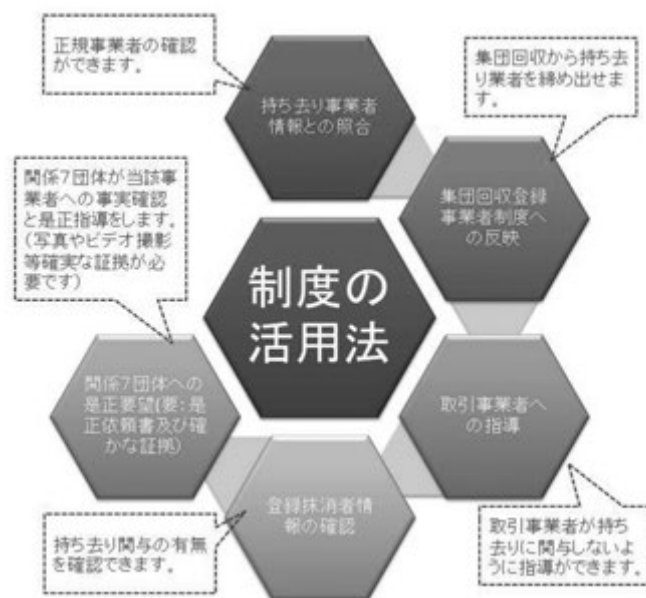 正規事業者の確認
ができます。
持ち去り事業者
情報との照合
集団回収から持ち去
り業者を締め出せま
す。
集団回収登録
事業者制度へ
の反映
制度の
活用法
取引事業者へ
の指導
取引事業者が持ち
去りに関与しないよ
うに指導ができます。
登録抹消者情
報の確認
持ち去り関与の有無
を確認できます。
関係7団体への
是正要望(要:是
正依頼書及び確
かな証拠)
関係7団体が当該事
業者への事実確認
と是正指導をします。
(写真やビデオ撮影
等確実な証拠が必
要です)